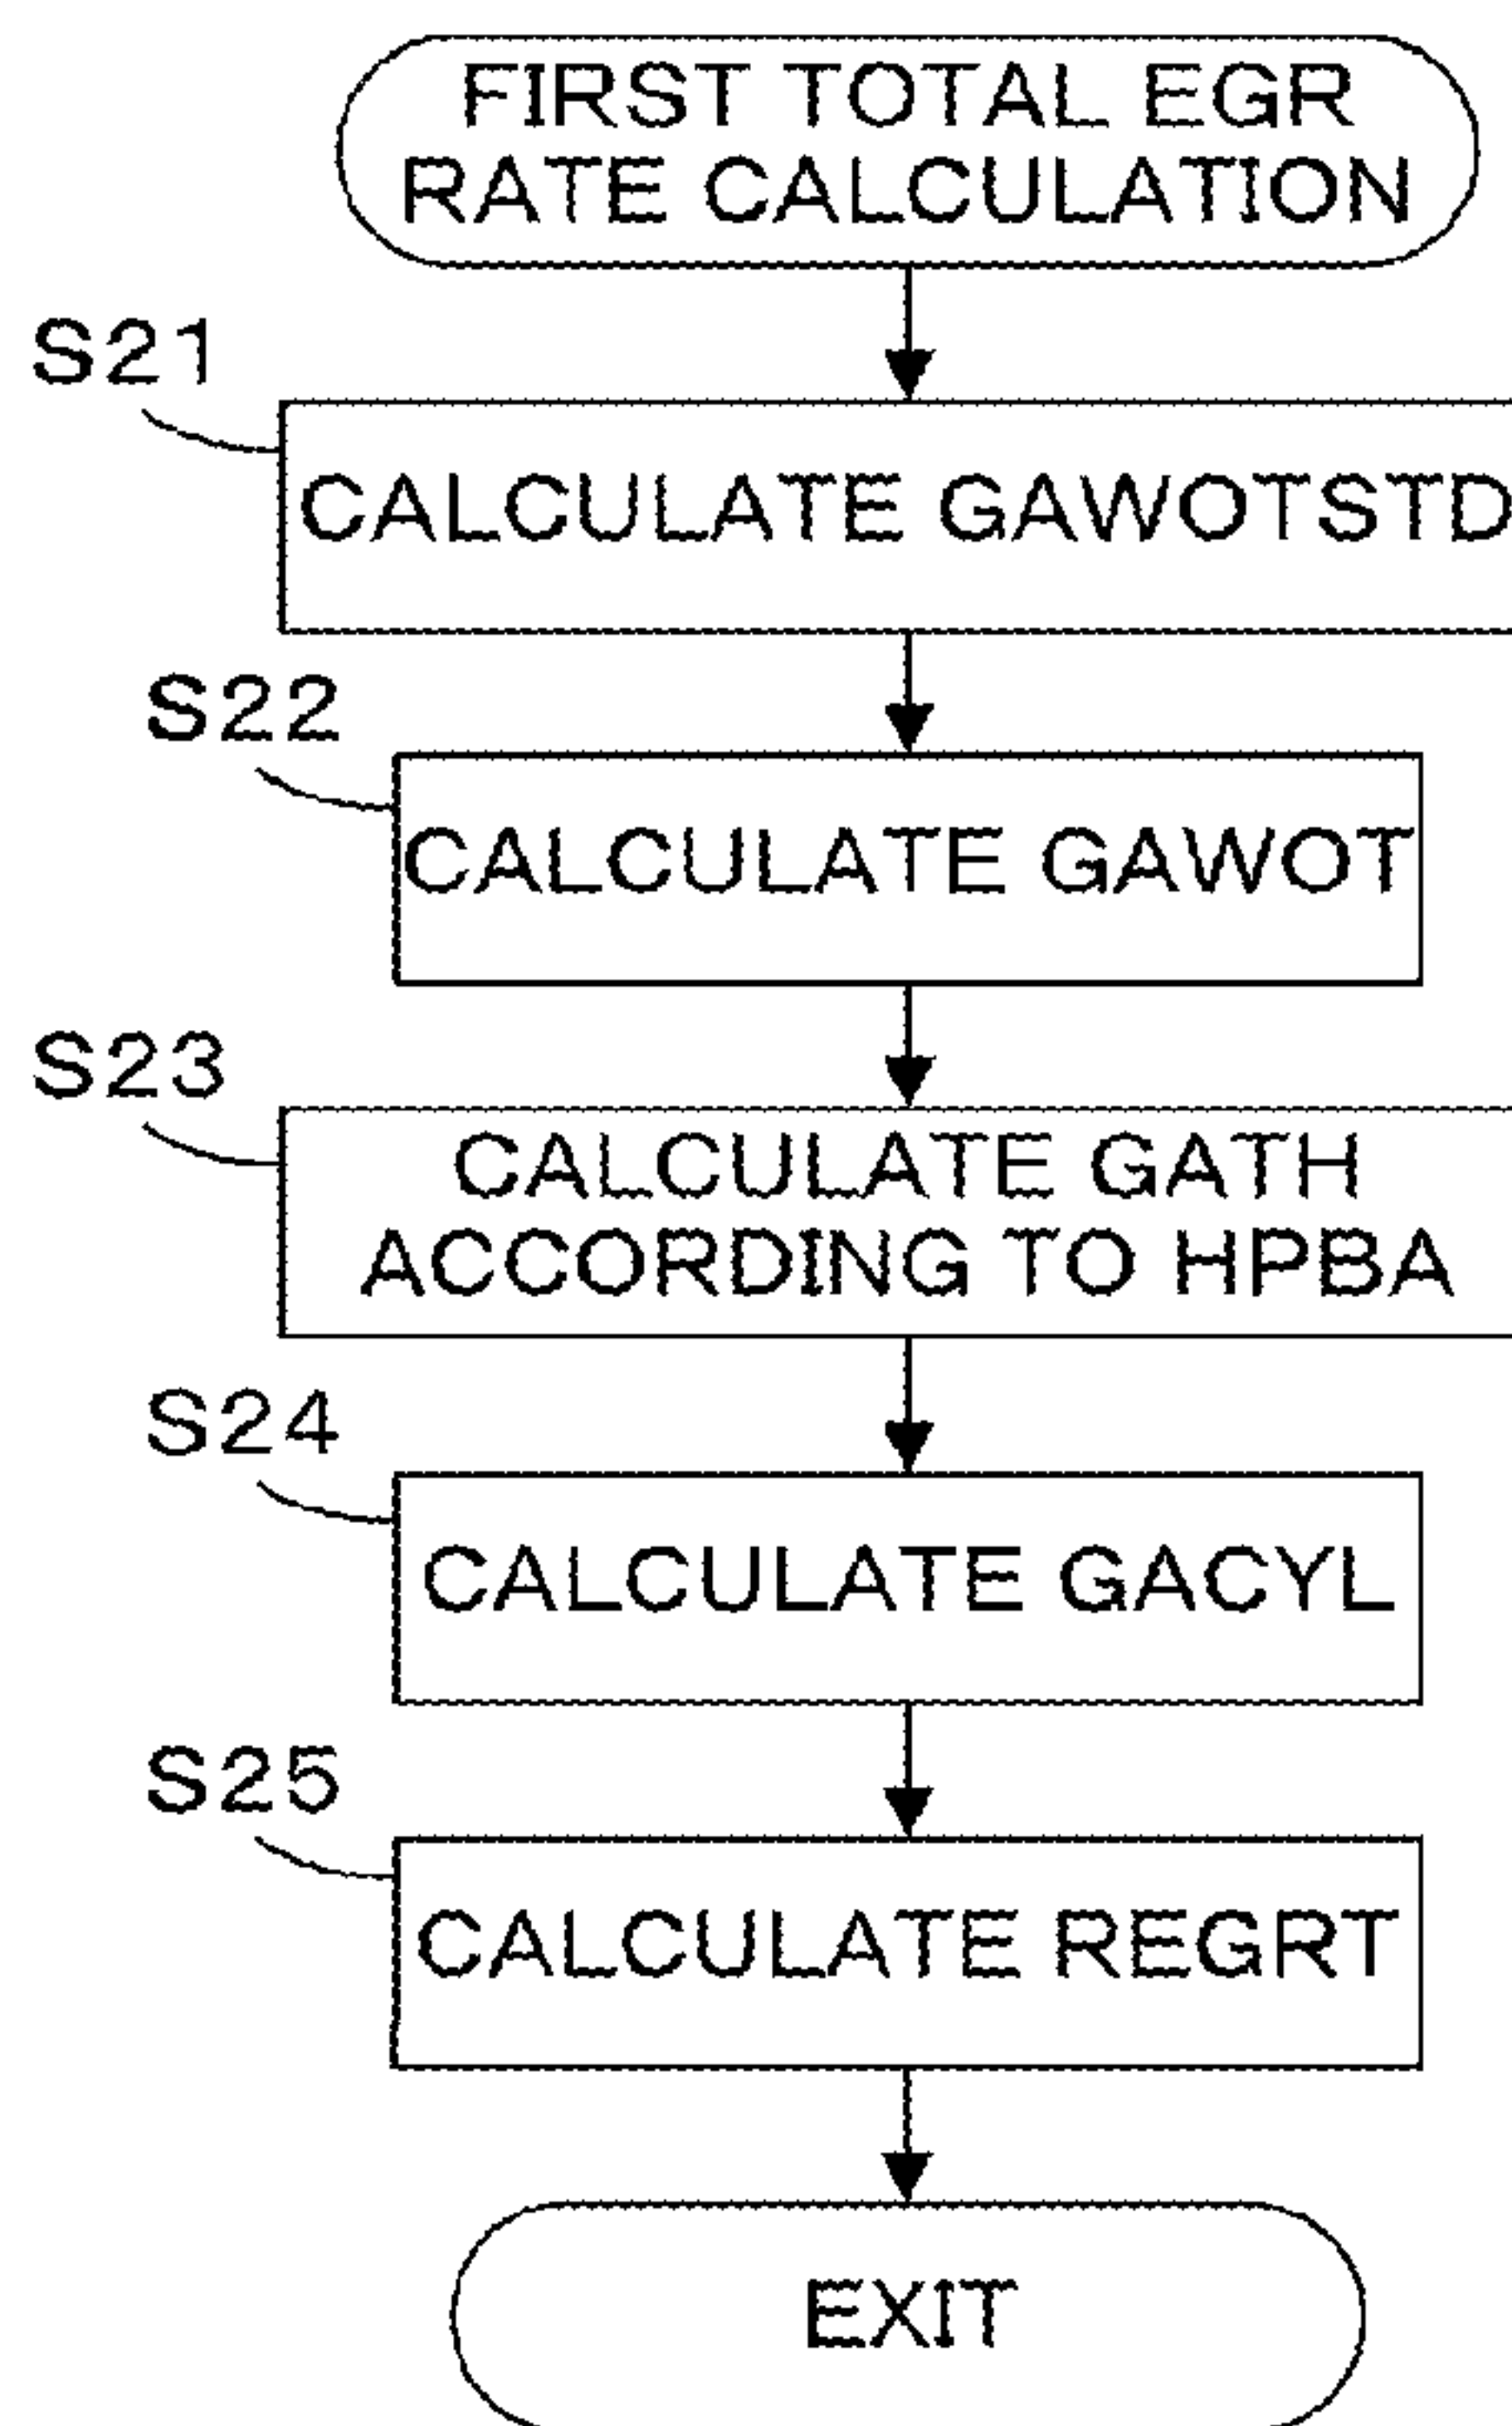 FIRST TOTAL EGR
RATE CALCULATION
S21
CALCULATE GAWOTSTD
S22
CALCULATE GAWOT
S23
CALCULATE GATH
ACCORDING TO HPBA
S24
CALCULATE GACYL
S25
CALCULATE REGRT
EXIT